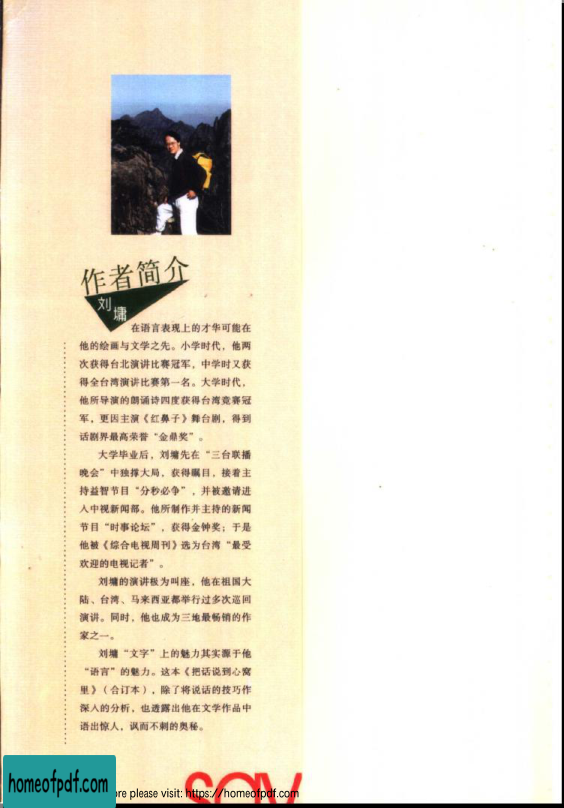 作者简介
刘
墉
在语言表现上的才华可能在
他的绘画与文学之先。小学时代，他两
次获得台北演讲比赛冠军，中学时又获
得全台湾演讲比赛第一名。大学时代，
他所导演的朗诵诗四度获得台湾竞赛冠
军，更因主演《红鼻子》舞台剧，得到
话剧界最高荣誉“金鼎奖”。
大学毕业后，刘墉先在“三台联播
晚会”中独撑大局，获得瞩目，接着主
持益智节目“分秒必争”，并被邀请进
入中视新闻部。他所制作并主持的新闻
节目“时事论坛”，获得金钟奖；于是
他被《综合电视周刊》选为台湾“最受
欢迎的电视记者”。
刘墉的演讲极为叫座，他在祖国大
陆、台湾、马来西亚都举行过多次巡回
演讲。同时，他也成为三地最畅销的作
家之一。
刘墉“文字”上的魅力其实源于他
“语言”的魅力。这本《把话说到心窝
里》（合订本），除了将说话的技巧作
深入的分析，也透露出他在文学作品中
语出惊人，讽而不刺的奥秘。
say
homeofpdf.com
ore please visit: https://homeofpdf.com